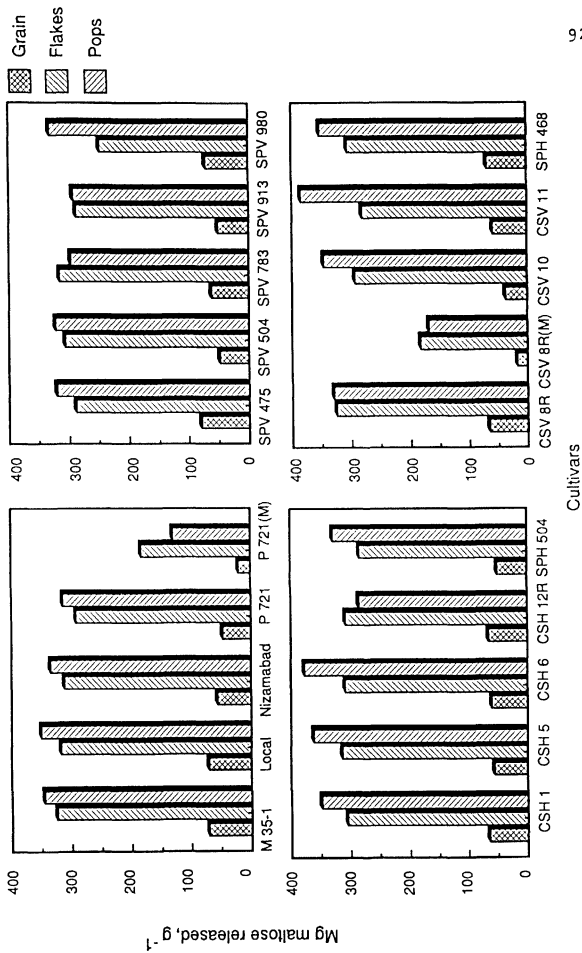 92
Grain
Flakes
Pops
400
300
200
100
0
M 35-1
Local
Nizamabad
P 721
P 721(M)
400
300
200
100
0
SPV 475
SPV 504
SPV 783
SPV 913
SPV 980
Mg maltose released, g-1
400
300
200
100
0
CSH 1
CSH 5
CSH 6
CSH 12R
SPH 504
400
300
200
100
0
CSV 8R
CSV 8R(M)
CSV 10
CSV 11
SPH 468
Cultivars